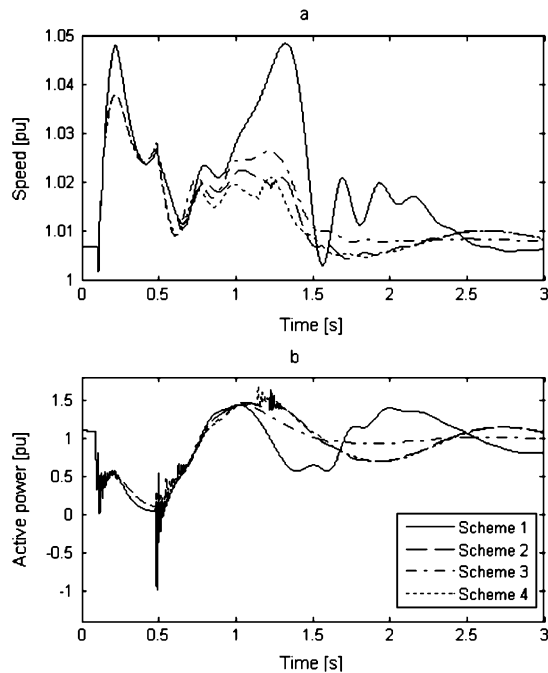 a
1.05
1.04
1.03
1.02
1.01
1
Speed [pu]
0 0.5 1 1.5 2 2.5 3
Time [s]
b
1.5
1
0.5
0
-0.5
-1
Active power [pu]
Scheme 1
Scheme 2
Scheme 3
Scheme 4
0 0.5 1 1.5 2 2.5 3
Time [s]